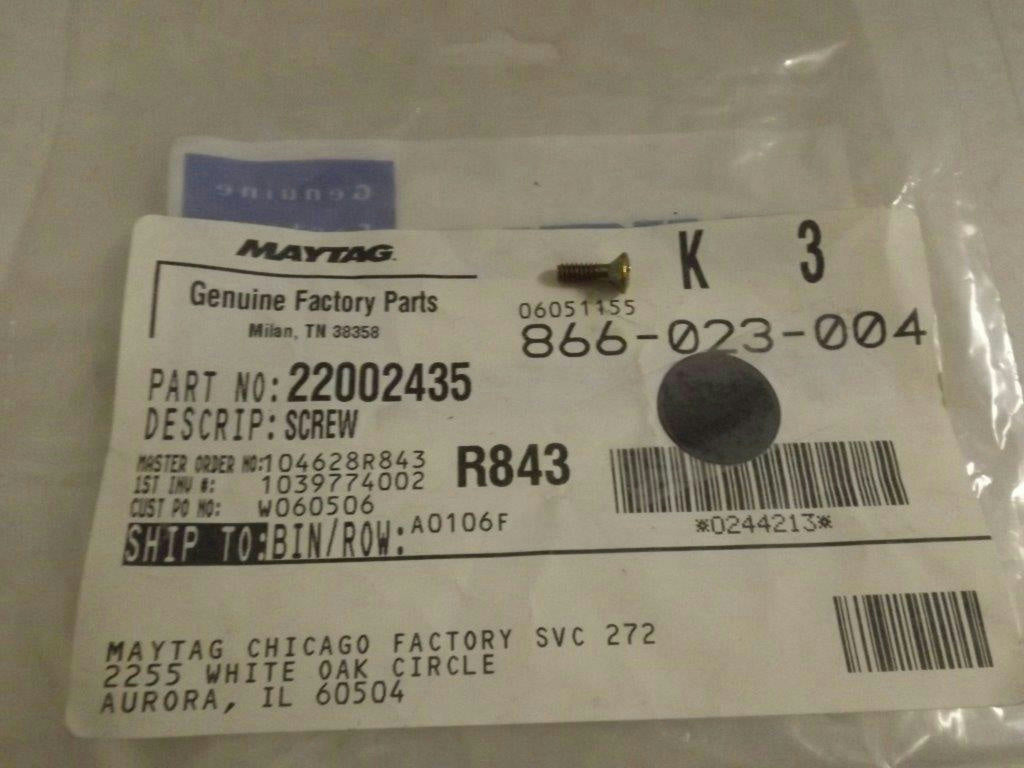 Genuine
MAYTAG
Genuine Factory Parts
Milan, TN 38358
K 3
06051155
866-023-004
PART NO: 22002435
DESCRIP: SCREW
MASTER ORDER NO: 104628R843
R843
1ST INV #: 1039774002
CUST PO NO: W060506
SHIP TO: BIN/ROW: A0106F
*0244213*
MAYTAG CHICAGO FACTORY SVC 272
2255 WHITE OAK CIRCLE
AURORA, IL 60504